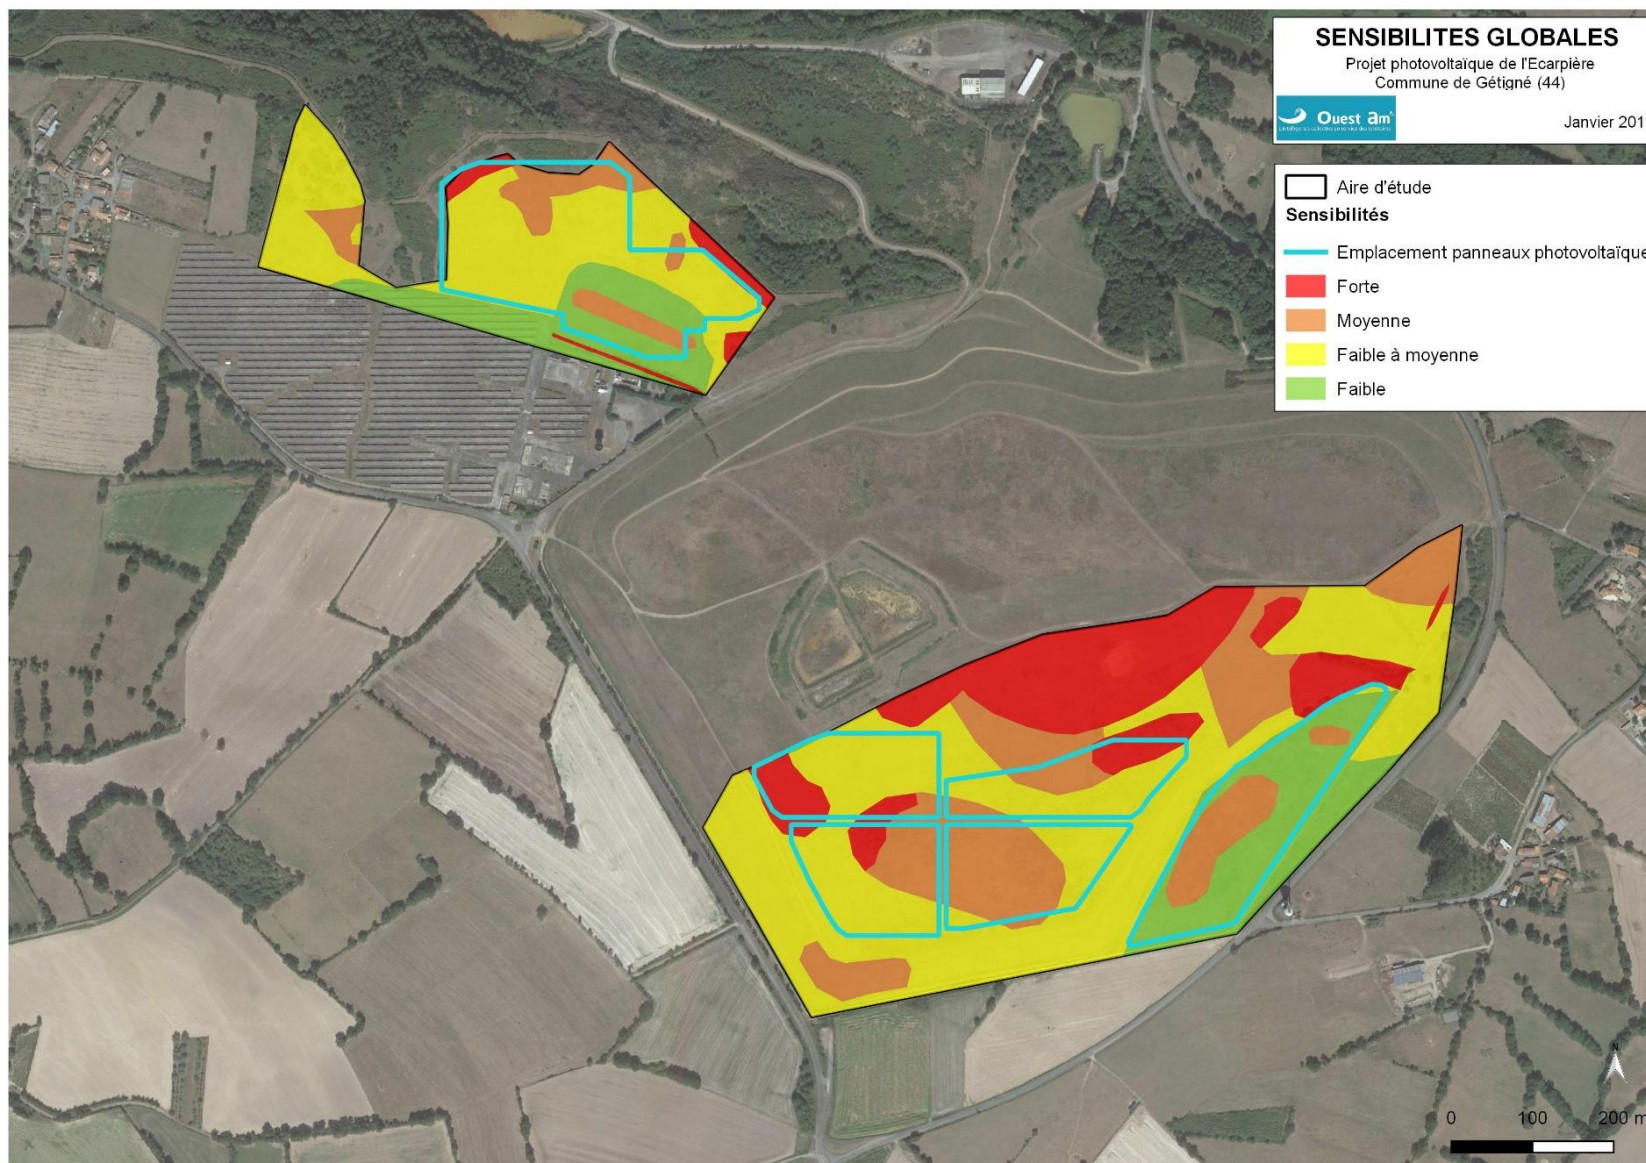 SENSIBILITES GLOBALES
Projet photovoltaïque de l'Ecarpière
Commune de Gétigné (44)
Ouest am'
Janvier 201
Aire d'étude
Sensibilités
Emplacement panneaux photovoltaïque
Forte
Moyenne
Faible à moyenne
Faible
N
0 100 200 m